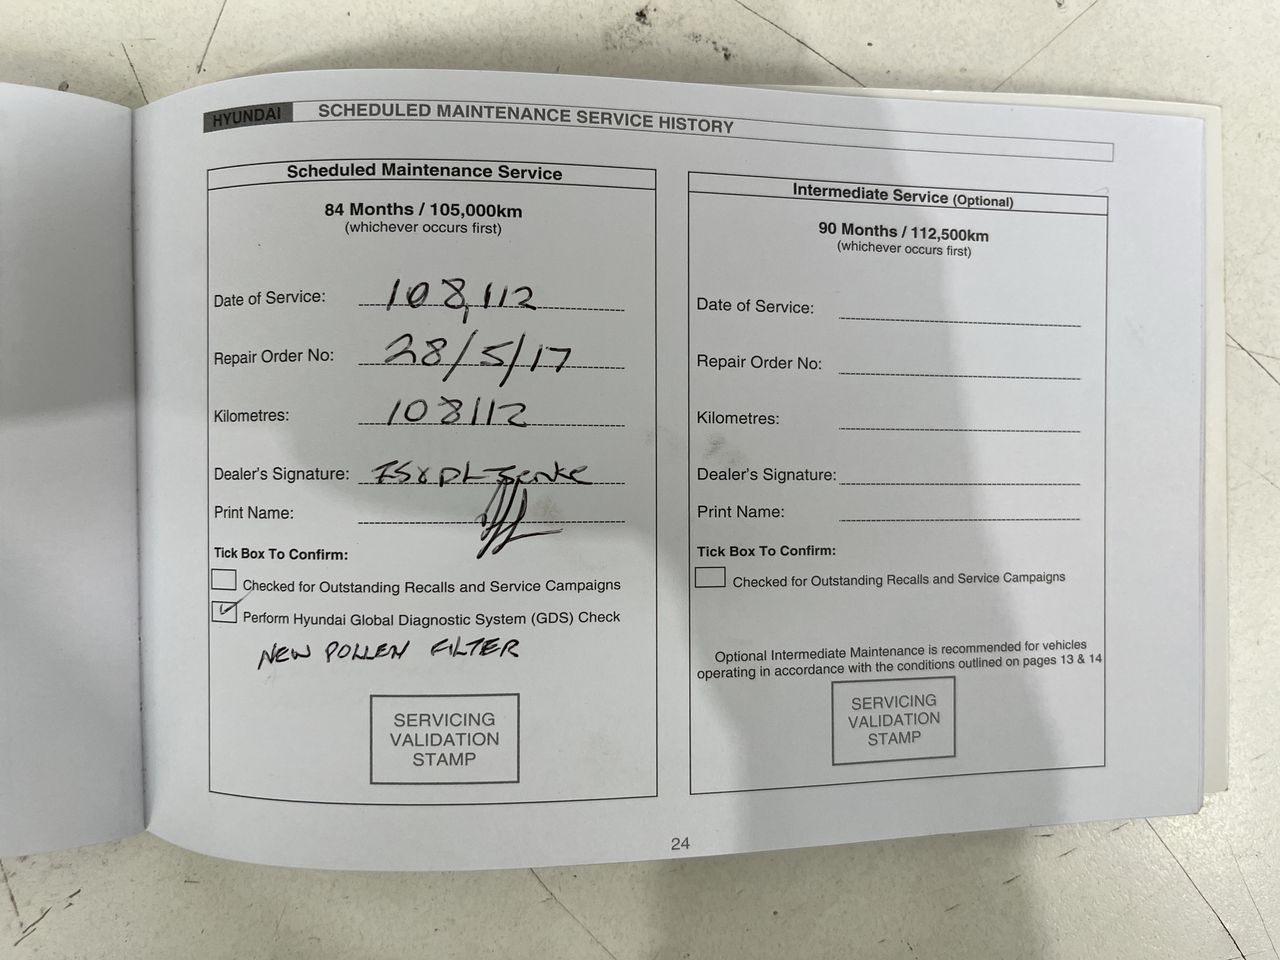 HYUNDAI SCHEDULED MAINTENANCE SERVICE HISTORY
Scheduled Maintenance Service
84 Months / 105,000km
(whichever occurs first)
Date of Service: 108,112
Repair Order No: 28/5/17
Kilometres: 108112
Dealer's Signature:
Print Name:
Tick Box To Confirm:
Checked for Outstanding Recalls and Service Campaigns
Perform Hyundai Global Diagnostic System (GDS) Check
NEW POLLEN FILTER
SERVICING
VALIDATION
STAMP
Intermediate Service (Optional)
90 Months / 112,500km
(whichever occurs first)
Date of Service:
Repair Order No:
Kilometres:
Dealer's Signature:
Print Name:
Tick Box To Confirm:
Checked for Outstanding Recalls and Service Campaigns
Optional Intermediate Maintenance is recommended for vehicles
operating in accordance with the conditions outlined on pages 13 & 14
SERVICING
VALIDATION
STAMP
24